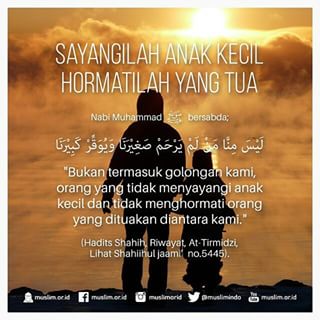 SAYANGILAH ANAK KECIL
HORMATILAH YANG TUA
Nabi Muhammad ﷺ bersabda;
لَيْسَ مِنَّا مَنْ لَمْ يَرْحَمْ صَغِيْرَنَا وَيُوَقِّرْ كَبِيْرَنَا
"Bukan termasuk golongan kami,
orang yang tidak menyayangi anak
kecil dan tidak menghormati orang
yang dituakan diantara kami."
(Hadits Shahih, Riwayat, At-Tirmidzi,
Lihat Shahiihul jaami' no.5445).
muslim.or.id muslim.or.id muslimorid @muslimindo muslim.or.id